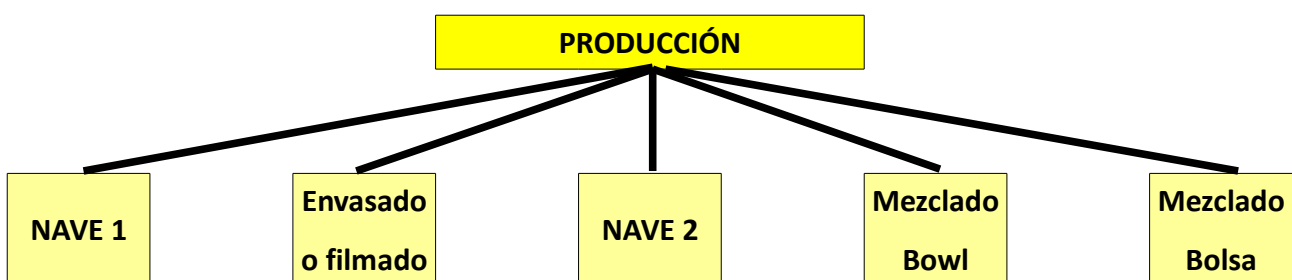 PRODUCCIÓN
NAVE 1
Envasado
o filmado
NAVE 2
Mezclado
Bowl
Mezclado
Bolsa